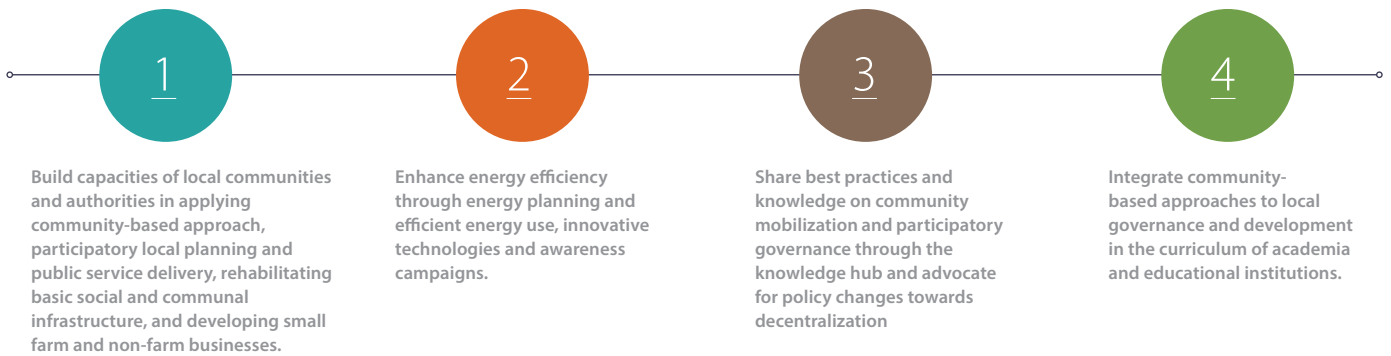 1
Build capacities of local communities
and authorities in applying
community-based approach,
participatory local planning and
public service delivery, rehabilitating
basic social and communal
infrastructure, and developing small
farm and non-farm businesses.
2
Enhance energy efficiency
through energy planning and
efficient energy use, innovative
technologies and awareness
campaigns.
3
Share best practices and
knowledge on community
mobilization and participatory
governance through the
knowledge hub and advocate
for policy changes towards
decentralization
4
Integrate community-
based approaches to local
governance and development
in the curriculum of academia
and educational institutions.